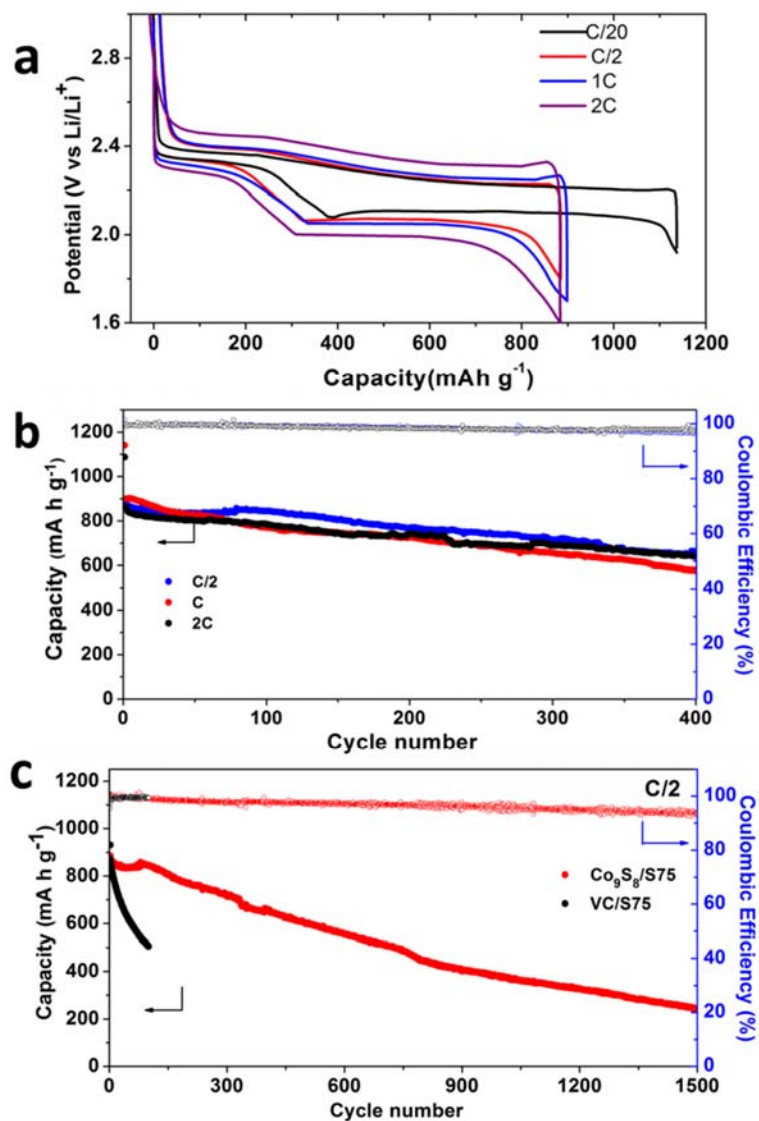 a
C/20
C/2
1C
2C
2.8
2.4
2.0
1.6
Potential (V vs Li/Li⁺
0 200 400 600 800 1000 1200
Capacity(mAh g⁻¹)
b
1200
1000
800
600
400
200
0
Capacity (mA h g⁻¹)
C/2
C
2C
100
80
60
40
20
0
Coulombic Efficiency (%)
0 100 200 300 400
Cycle number
c
C/2
1200
1000
800
600
400
200
0
Capacity (mA h g⁻¹)
Co₉S₈/S75
VC/S75
100
80
60
40
20
0
Coulombic Efficiency (%)
0 300 600 900 1200 1500
Cycle number